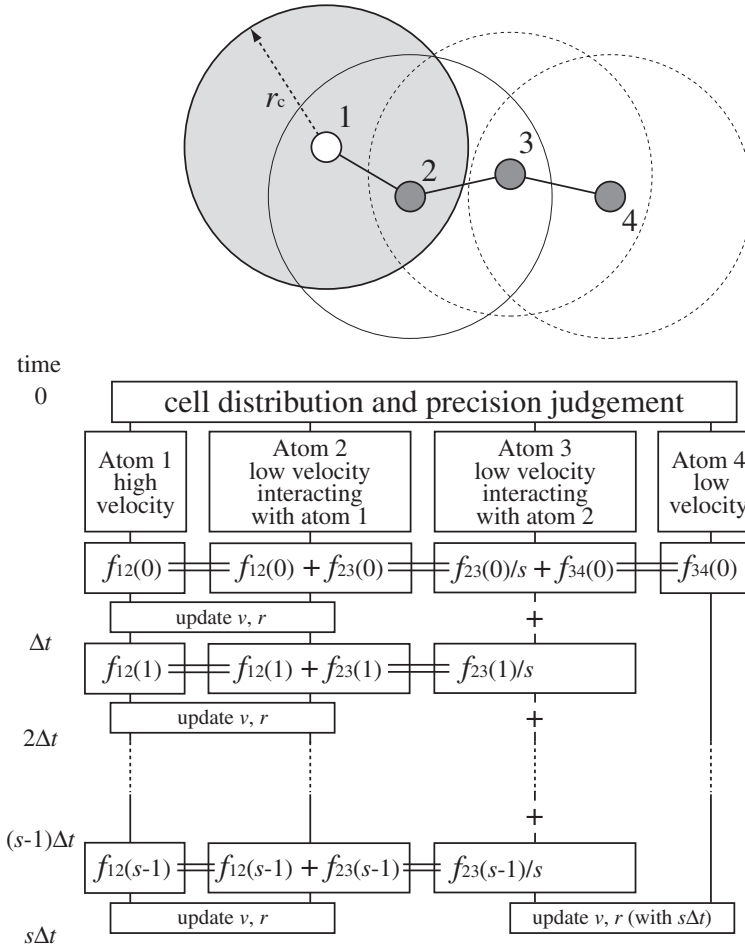 r_c
1
2
3
4
time
0
cell distribution and precision judgement
Atom 1
high
velocity
Atom 2
low velocity
interacting
with atom 1
Atom 3
low velocity
interacting
with atom 2
Atom 4
low
velocity
f₁₂(0)
f₁₂(0) + f₂₃(0)
f₂₃(0)/s + f₃₄(0)
f₃₄(0)
update v, r
+
Δt
f₁₂(1)
f₁₂(1) + f₂₃(1)
f₂₃(1)/s
update v, r
+
2Δt
+
(s-1)Δt
f₁₂(s-1)
f₁₂(s-1) + f₂₃(s-1)
f₂₃(s-1)/s
update v, r
update v, r (with sΔt)
sΔt